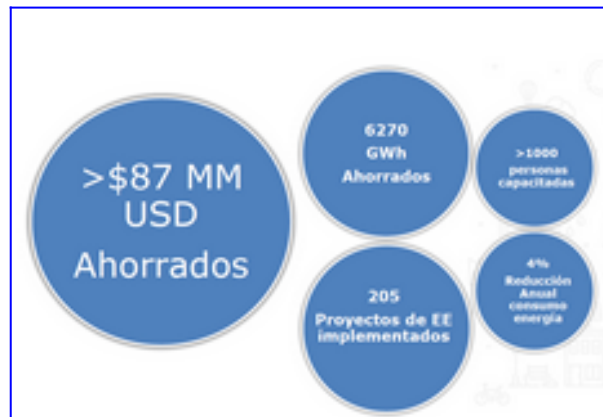 >$87 MM
USD
Ahorrados
6270
GWh
Ahorrados
>1000
personas
capacitadas
205
Proyectos de EE
implementados
4%
Reducción
Anual
consumo
energía